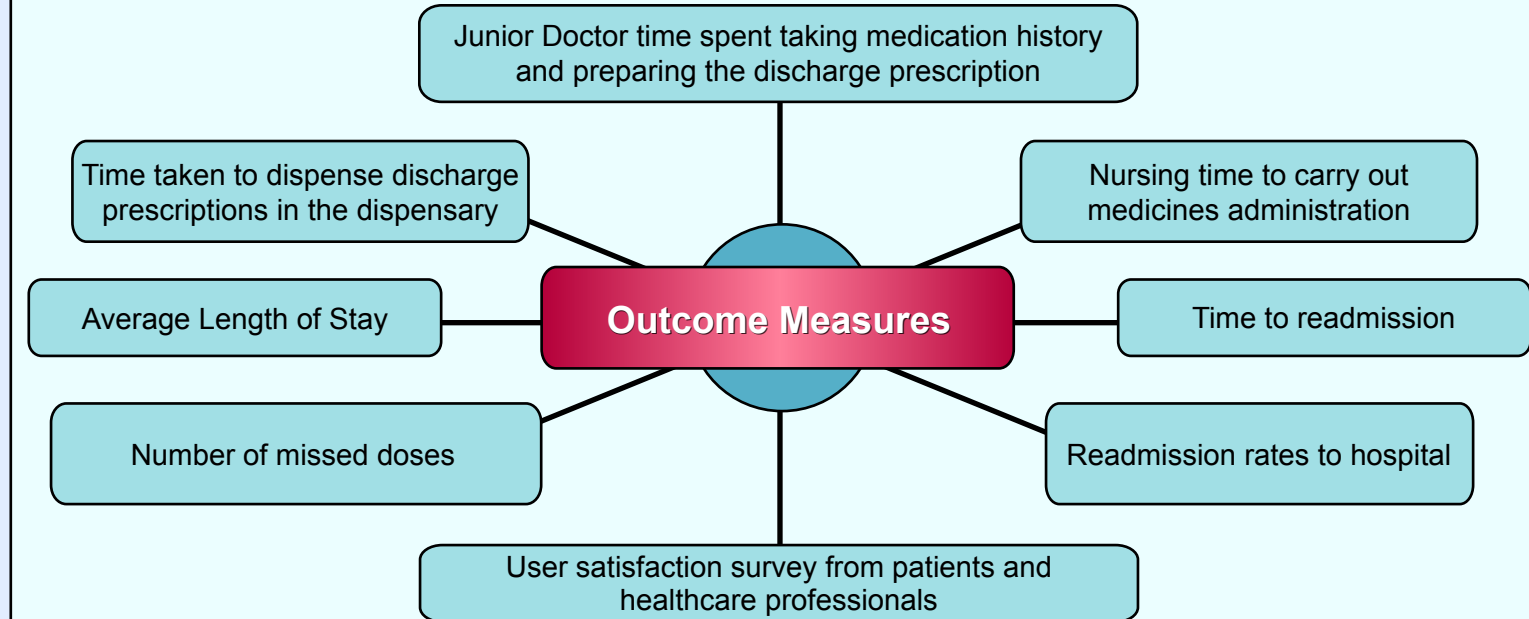 Junior Doctor time spent taking medication history
and preparing the discharge prescription
Time taken to dispense discharge
prescriptions in the dispensary
Nursing time to carry out
medicines administration
Average Length of Stay
Outcome Measures
Time to readmission
Number of missed doses
Readmission rates to hospital
User satisfaction survey from patients and
healthcare professionals